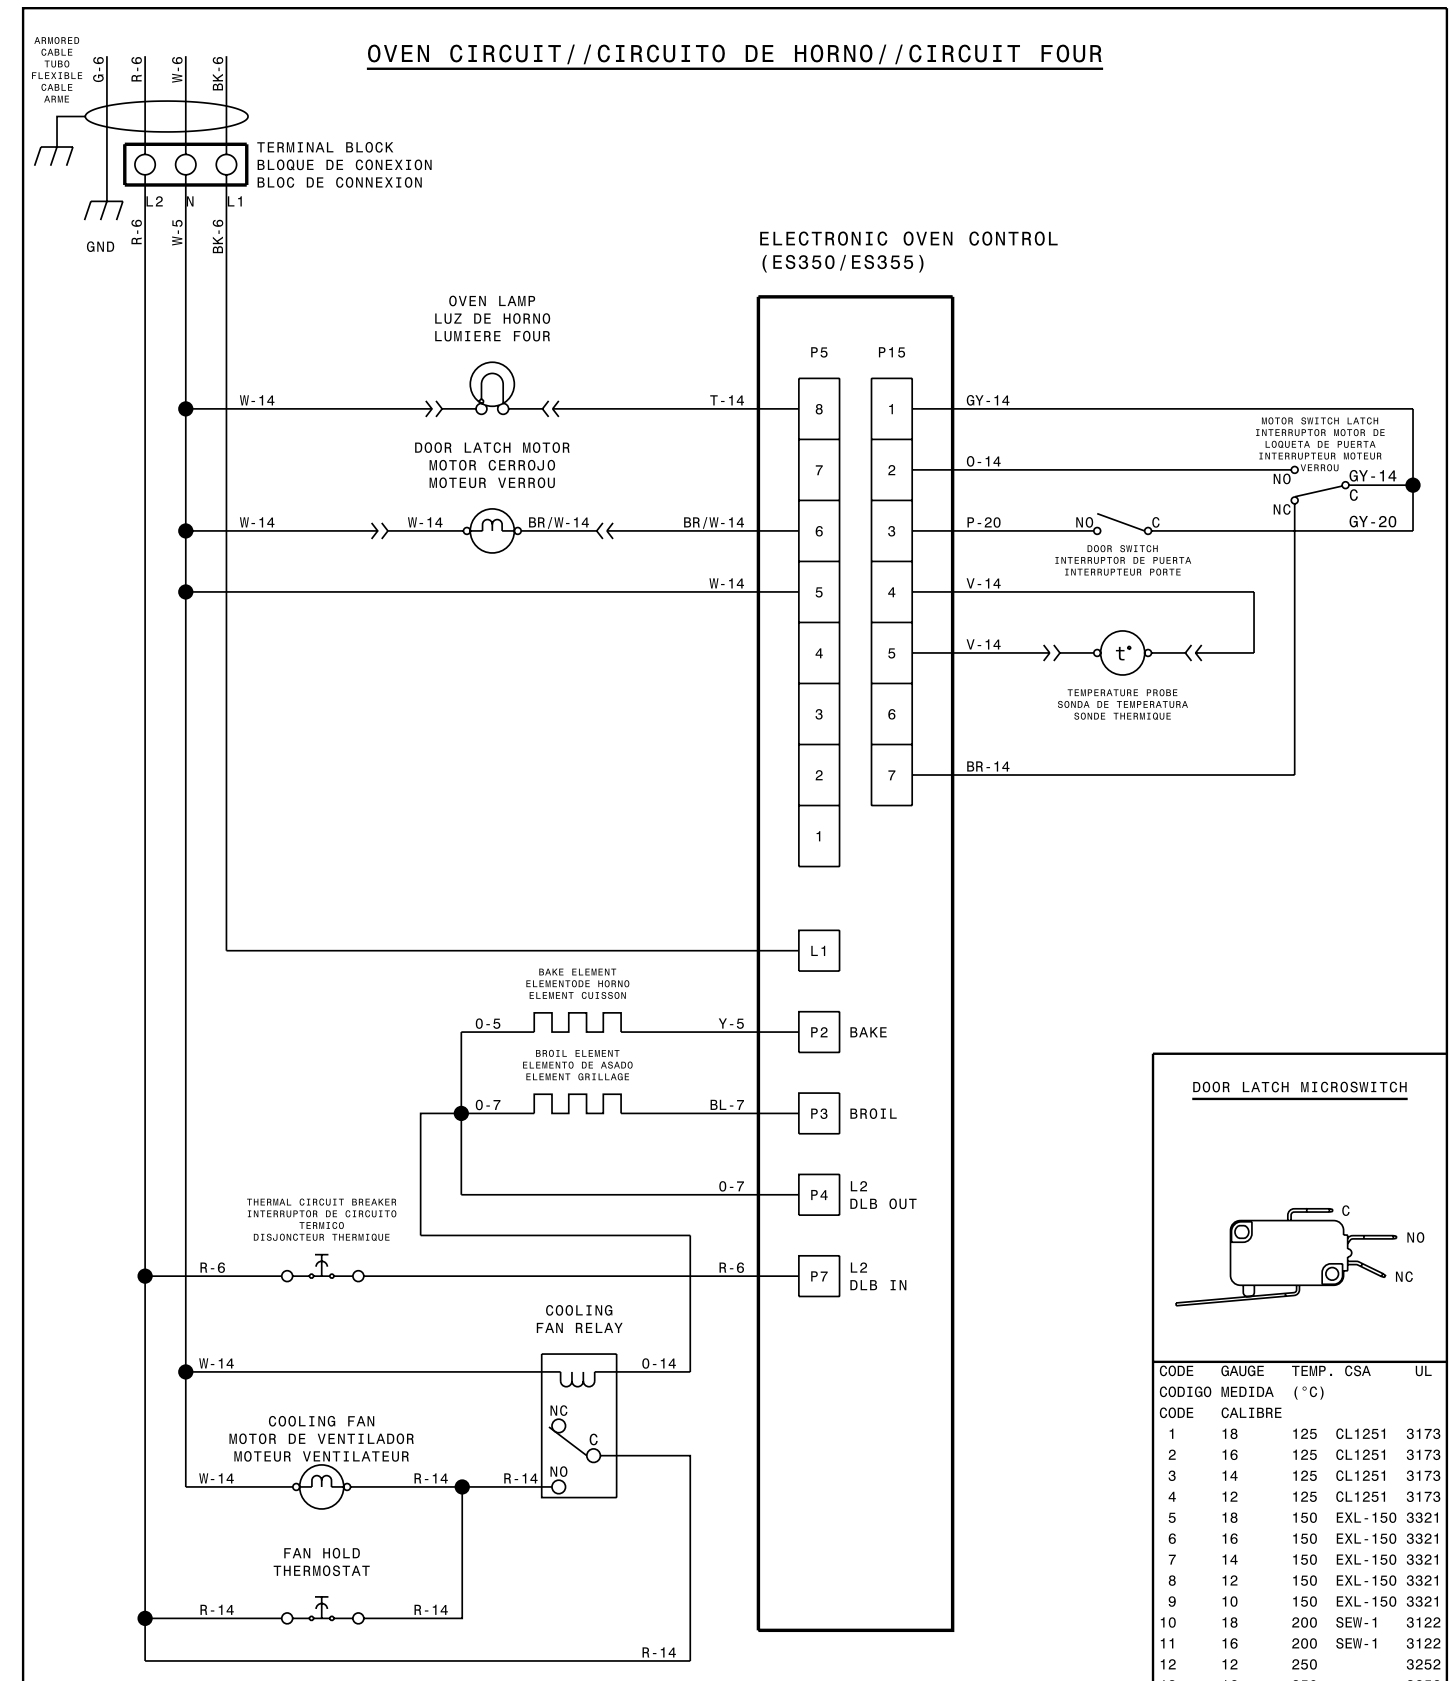 OVEN CIRCUIT//CIRCUITO DE HORNO//CIRCUIT FOUR
ARMORED
CABLE
TUBO
FLEXIBLE
CABLE
ARME
G-6
R-6
W-6
BK-6
TERMINAL BLOCK
BLOQUE DE CONEXION
BLOC DE CONNEXION
L2
N
L1
GND
R-6
W-5
BK-6
ELECTRONIC OVEN CONTROL
(ES350/ES355)
OVEN LAMP
LUZ DE HORNO
LUMIERE FOUR
P5
P15
W-14
T-14
8
1
GY-14
DOOR LATCH MOTOR
MOTOR CERROJO
MOTEUR VERROU
MOTOR SWITCH LATCH
INTERRUPTOR MOTOR DE
LOQUETA DE PUERTA
INTERRUPTEUR MOTEUR
VERROU
7
2
O-14
NO
GY-14
C
NC
W-14
W-14
BR/W-14
BR/W-14
6
3
P-20
NO
C
GY-20
DOOR SWITCH
INTERRUPTOR DE PUERTA
INTERRUPTEUR PORTE
W-14
5
4
V-14
4
5
V-14
t°
TEMPERATURE PROBE
SONDA DE TEMPERATURA
SONDE THERMIQUE
3
6
2
7
BR-14
1
L1
BAKE ELEMENT
ELEMENTODE HORNO
ELEMENT CUISSON
O-5
Y-5
P2
BAKE
BROIL ELEMENT
ELEMENTO DE ASADO
ELEMENT GRILLAGE
O-7
BL-7
P3
BROIL
O-7
P4
L2
DLB OUT
THERMAL CIRCUIT BREAKER
INTERRUPTOR DE CIRCUITO
TERMICO
DISJONCTEUR THERMIQUE
R-6
R-6
P7
L2
DLB IN
COOLING
FAN RELAY
W-14
O-14
NC
C
NO
COOLING FAN
MOTOR DE VENTILADOR
MOTEUR VENTILATEUR
W-14
R-14
R-14
FAN HOLD
THERMOSTAT
R-14
R-14
R-14
DOOR LATCH MICROSWITCH
C
NO
NC
CODE GAUGE TEMP. CSA UL
CODIGO MEDIDA (°C)
CODE CALIBRE
1 18 125 CL1251 3173
2 16 125 CL1251 3173
3 14 125 CL1251 3173
4 12 125 CL1251 3173
5 18 150 EXL-150 3321
6 16 150 EXL-150 3321
7 14 150 EXL-150 3321
8 12 150 EXL-150 3321
9 10 150 EXL-150 3321
10 18 200 SEW-1 3122
11 16 200 SEW-1 3122
12 12 250 3252